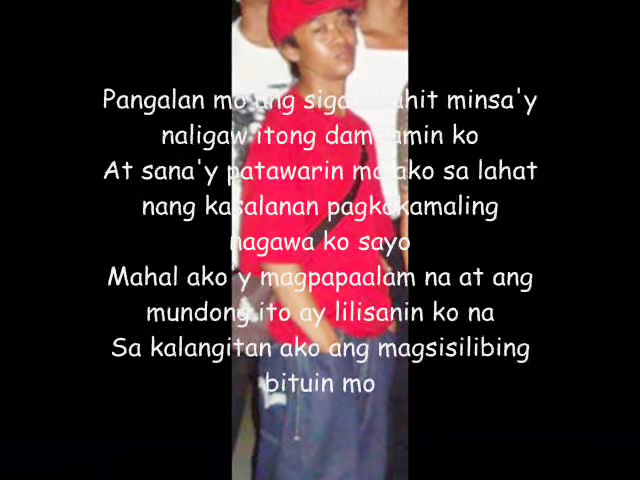 Pangalan mo ang sigaw kahit minsa'y
naligaw itong damdamin ko
At sana'y patawarin mo ako sa lahat
nang kasalanan pagkakamaling
nagawa ko sayo
Mahal ako y magpapaalam na at ang
mundong ito ay lilisanin ko na
Sa kalangitan ako ang magsisilibing
bituin mo